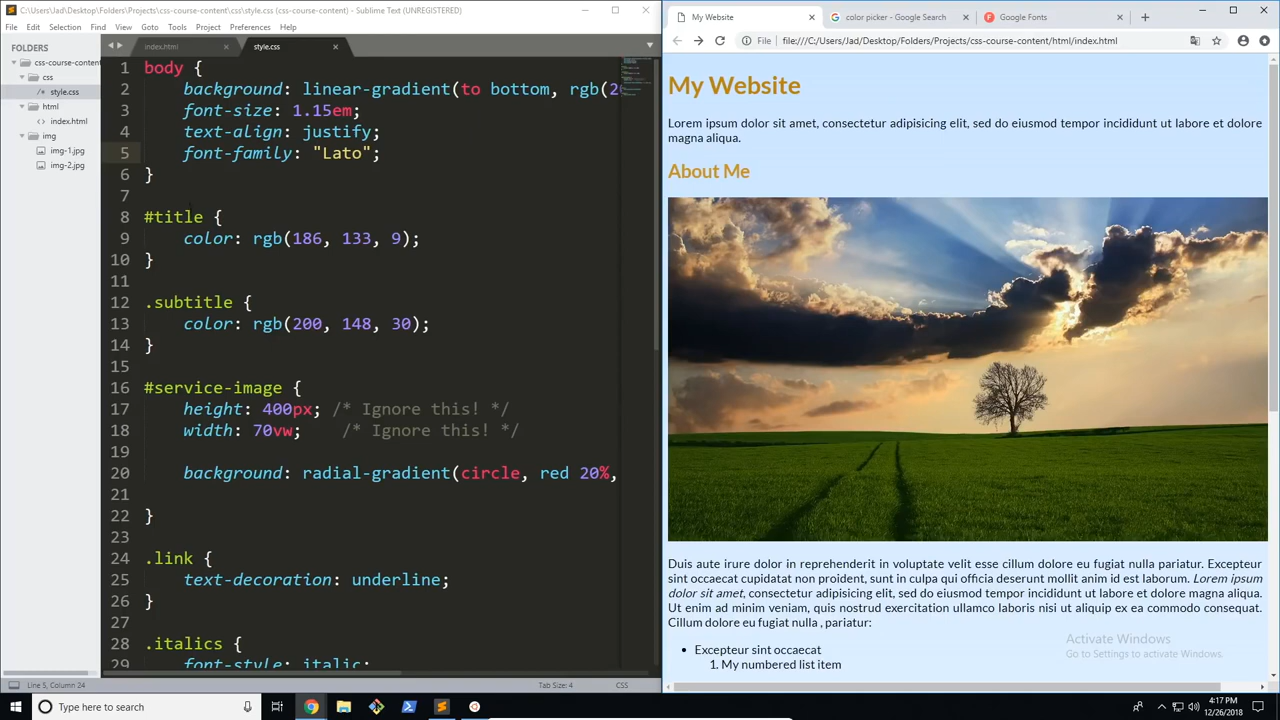 C:\Users\Jad\Desktop\Folders\Projects\css-course-content\css\style.css (css-course-content) - Sublime Text (UNREGISTERED)
File Edit Selection Find View Goto Tools Project Preferences Help
FOLDERS
css-course-content
css
style.css
html
index.html
img
img-1.jpg
img-2.jpg
index.html
style.css
1 body {
2 background: linear-gradient(to bottom, rgb(2
3 font-size: 1.15em;
4 text-align: justify;
5 font-family: "Lato";
6 }
7
8 #title {
9 color: rgb(186, 133, 9);
10 }
11
12 .subtitle {
13 color: rgb(200, 148, 30);
14 }
15
16 #service-image {
17 height: 400px; /* Ignore this! */
18 width: 70vw; /* Ignore this! */
19
20 background: radial-gradient(circle, red 20%,
21
22 }
23
24 .link {
25 text-decoration: underline;
26 }
27
28 .italics {
29 font-style: italic;
Line 5, Column 24
Tab Size: 4
CSS
My Website
color picker - Google Search
Google Fonts
File file:///C:/Users/Jad/Desktop/Folders/Projects/css-course-content/html/index.html
My Website
Lorem ipsum dolor sit amet, consectetur adipisicing elit, sed do eiusmod tempor incididunt ut labore et dolore
magna aliqua.
About Me
Duis aute irure dolor in reprehenderit in voluptate velit esse cillum dolore eu fugiat nulla pariatur. Excepteur
sint occaecat cupidatat non proident, sunt in culpa qui officia deserunt mollit anim id est laborum. Lorem ipsum
dolor sit amet, consectetur adipisicing elit, sed do eiusmod tempor incididunt ut labore et dolore magna aliqua.
Ut enim ad minim veniam, quis nostrud exercitation ullamco laboris nisi ut aliquip ex ea commodo consequat.
Cillum dolore eu fugiat nulla , pariatur:
Excepteur sint occaecat
1. My numbered list item
Activate Windows
Go to Settings to activate Windows.
Type here to search
4:17 PM
12/26/2018